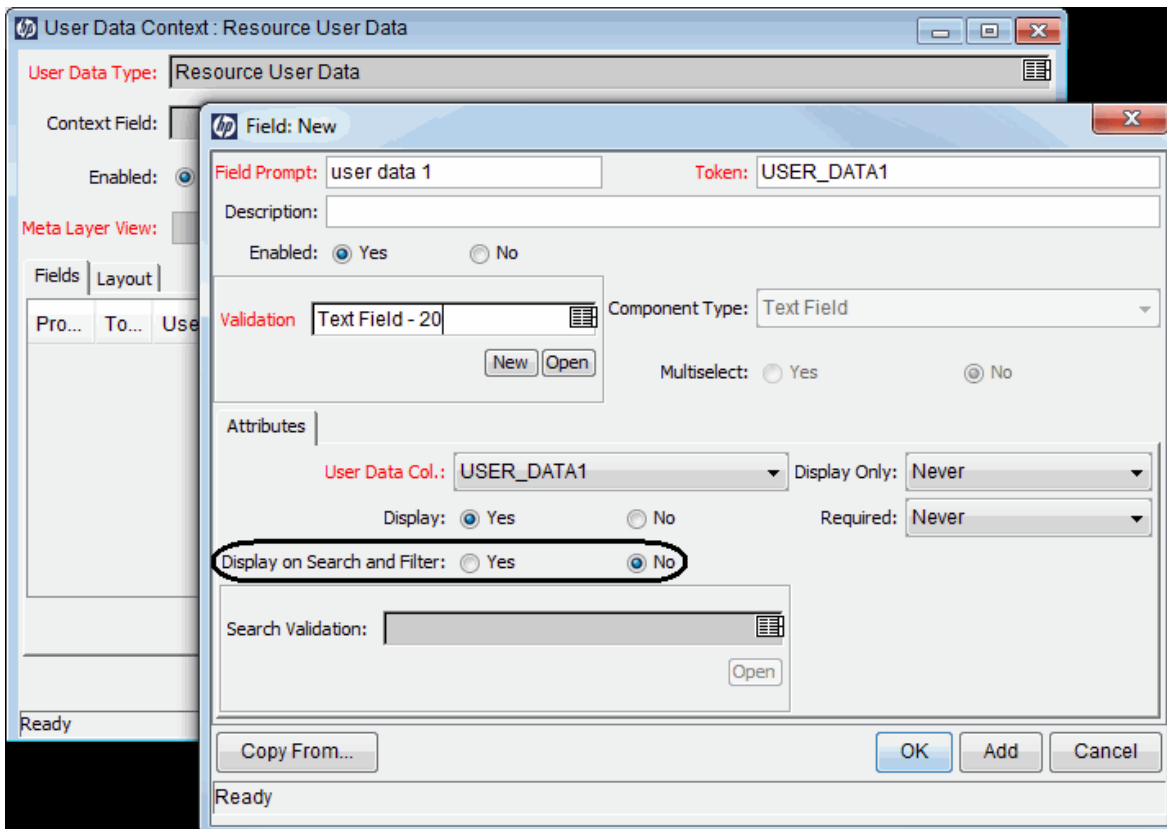 hp User Data Context : Resource User Data
User Data Type: Resource User Data
Context Field:
Enabled:
Meta Layer View:
Fields Layout
Pro... To... Use
Ready
hp Field: New
Field Prompt: user data 1 Token: USER_DATA1
Description:
Enabled: Yes No
Validation Text Field - 20 Component Type: Text Field
New Open Multiselect: Yes No
Attributes
User Data Col.: USER_DATA1 Display Only: Never
Display: Yes No Required: Never
Display on Search and Filter: Yes No
Search Validation:
Open
Copy From... OK Add Cancel
Ready